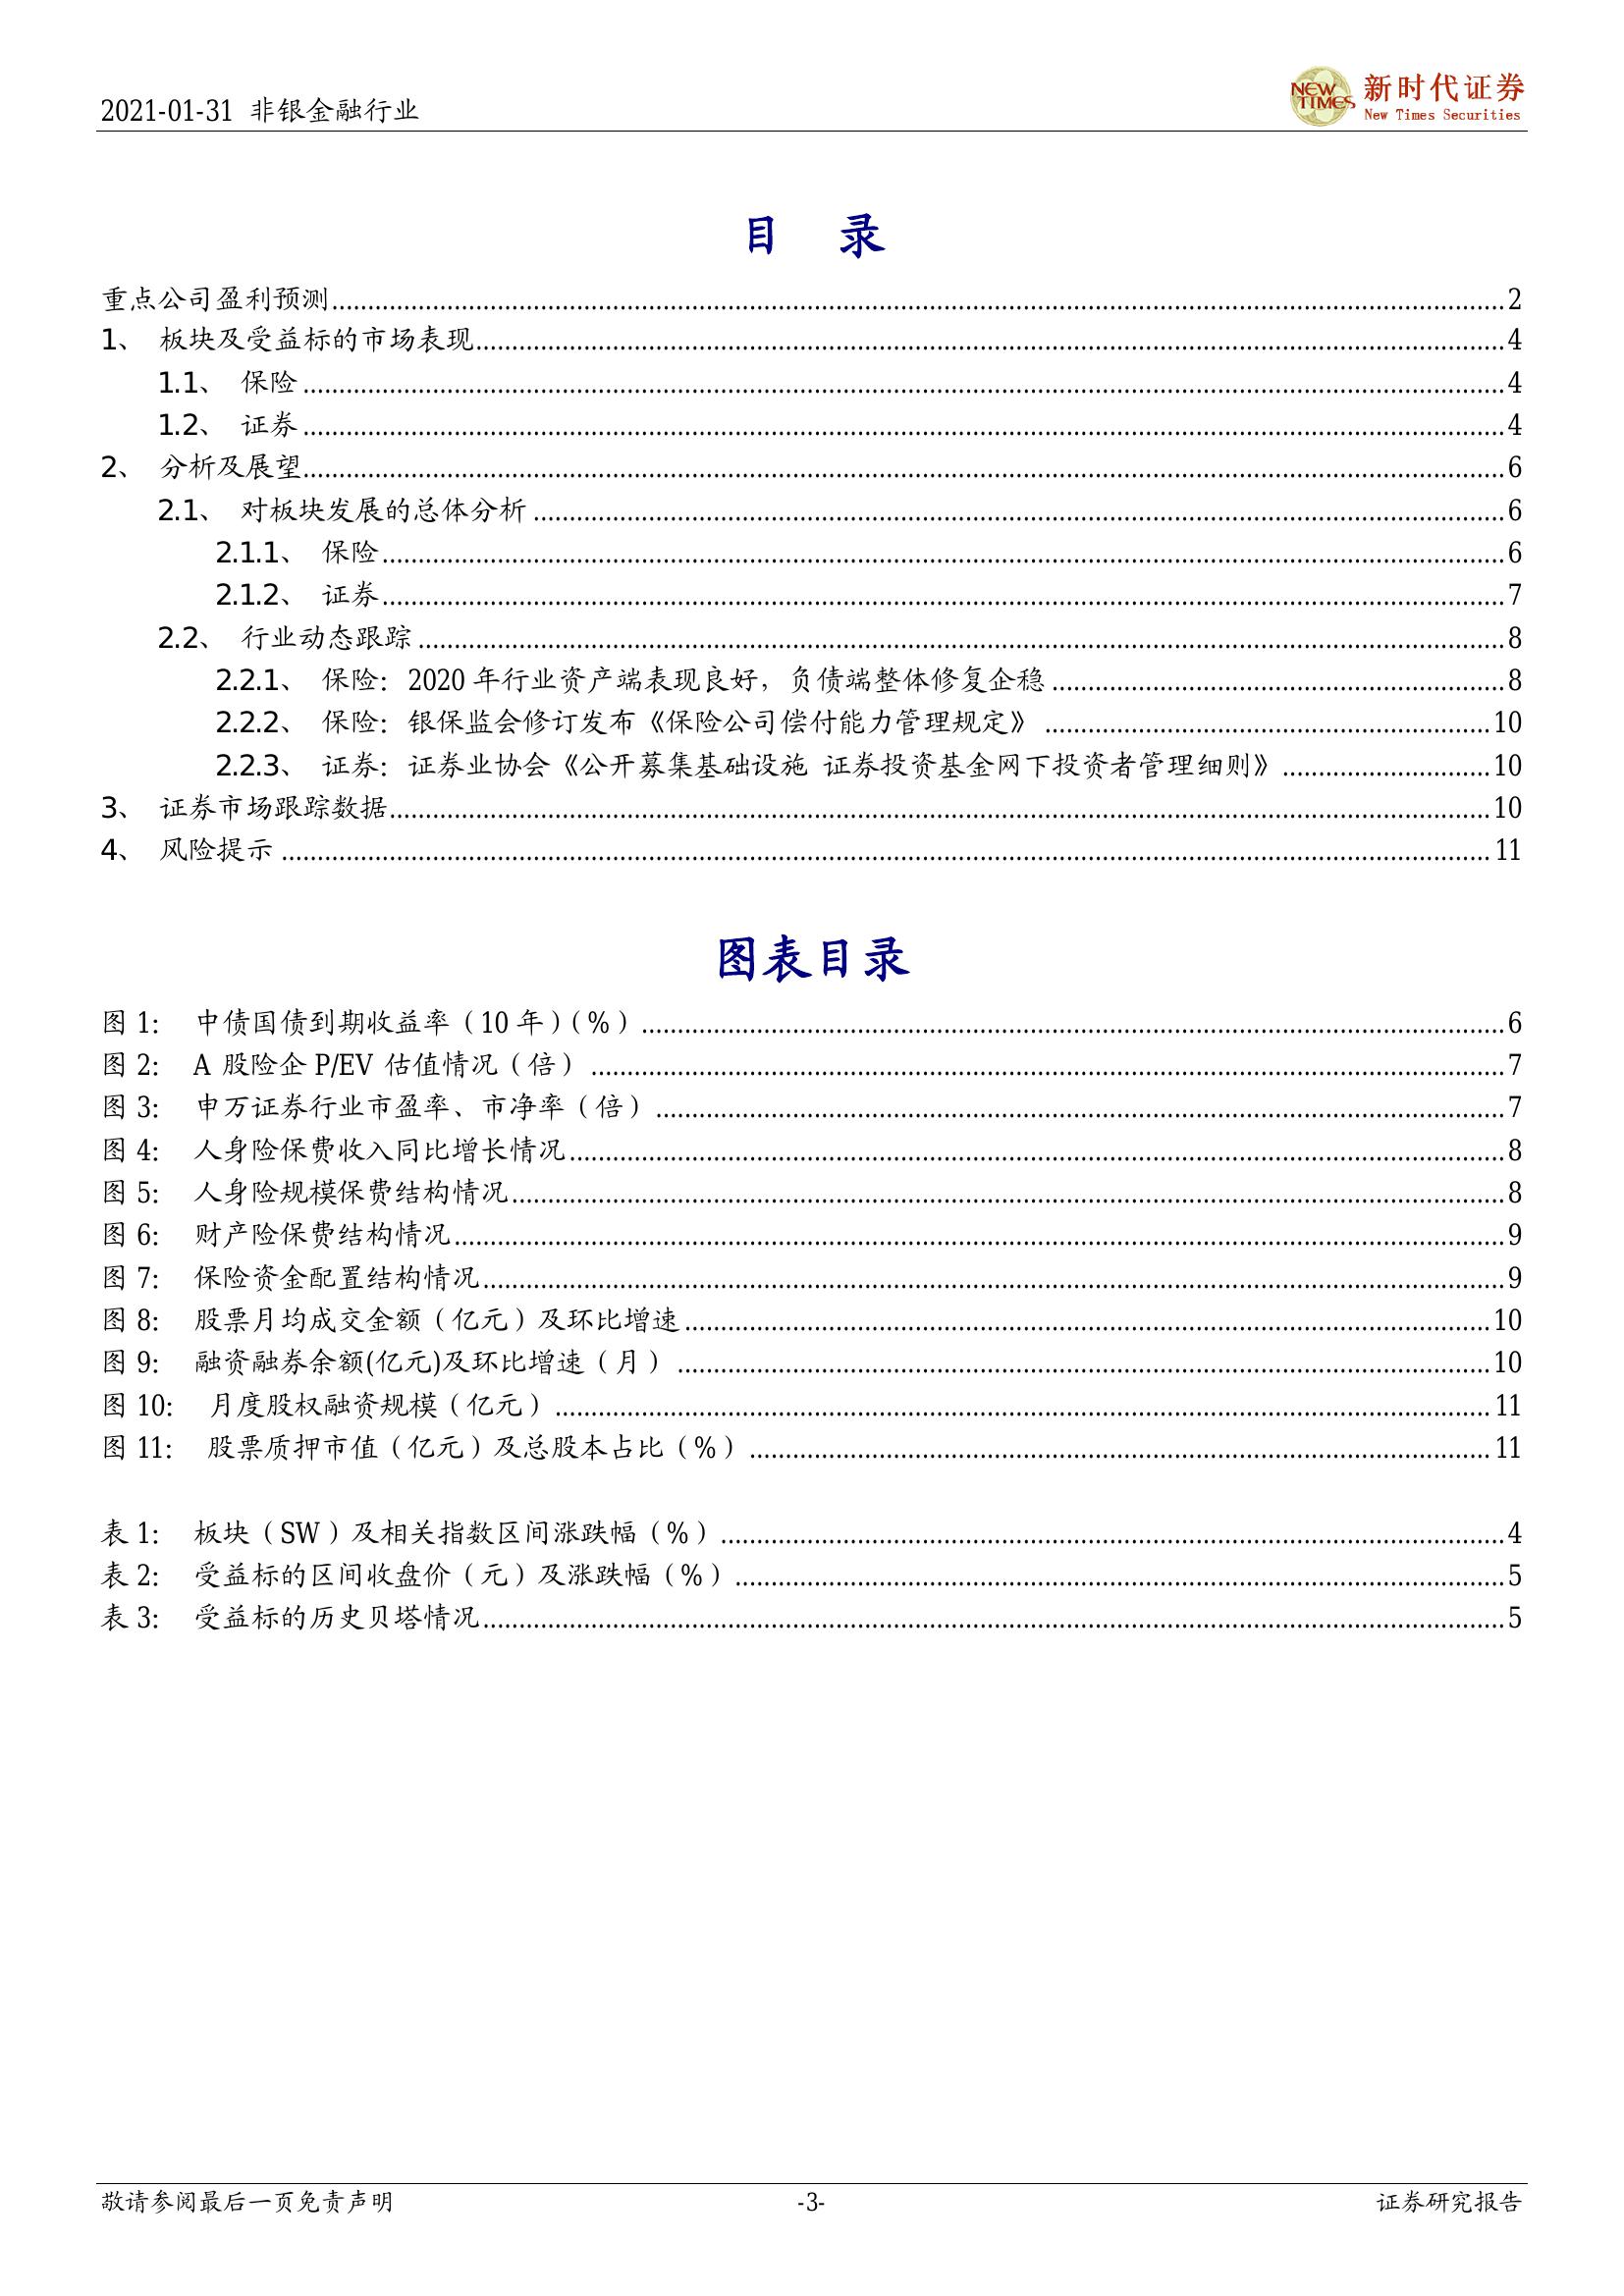 2021-01-31 非银金融行业
NEW TIMES 新时代证券
New Times Securities
目 录
重点公司盈利预测 2
1、 板块及受益标的市场表现 4
1.1、 保险 4
1.2、 证券 4
2、 分析及展望 6
2.1、 对板块发展的总体分析 6
2.1.1、 保险 6
2.1.2、 证券 7
2.2、 行业动态跟踪 8
2.2.1、 保险：2020 年行业资产端表现良好，负债端整体修复企稳 8
2.2.2、 保险：银保监会修订发布《保险公司偿付能力管理规定》 10
2.2.3、 证券：证券业协会《公开募集基础设施 证券投资基金网下投资者管理细则》 10
3、 证券市场跟踪数据 10
4、 风险提示 11
图表目录
图 1: 中债国债到期收益率（10 年）（%） 6
图 2: A 股险企 P/EV 估值情况（倍） 7
图 3: 申万证券行业市盈率、市净率（倍） 7
图 4: 人身险保费收入同比增长情况 8
图 5: 人身险规模保费结构情况 8
图 6: 财产险保费结构情况 9
图 7: 保险资金配置结构情况 9
图 8: 股票月均成交金额（亿元）及环比增速 10
图 9: 融资融券余额(亿元)及环比增速（月） 10
图 10: 月度股权融资规模（亿元） 11
图 11: 股票质押市值（亿元）及总股本占比（%） 11
表 1: 板块（SW）及相关指数区间涨跌幅（%） 4
表 2: 受益标的区间收盘价（元）及涨跌幅（%） 5
表 3: 受益标的历史贝塔情况 5
敬请参阅最后一页免责声明 -3- 证券研究报告